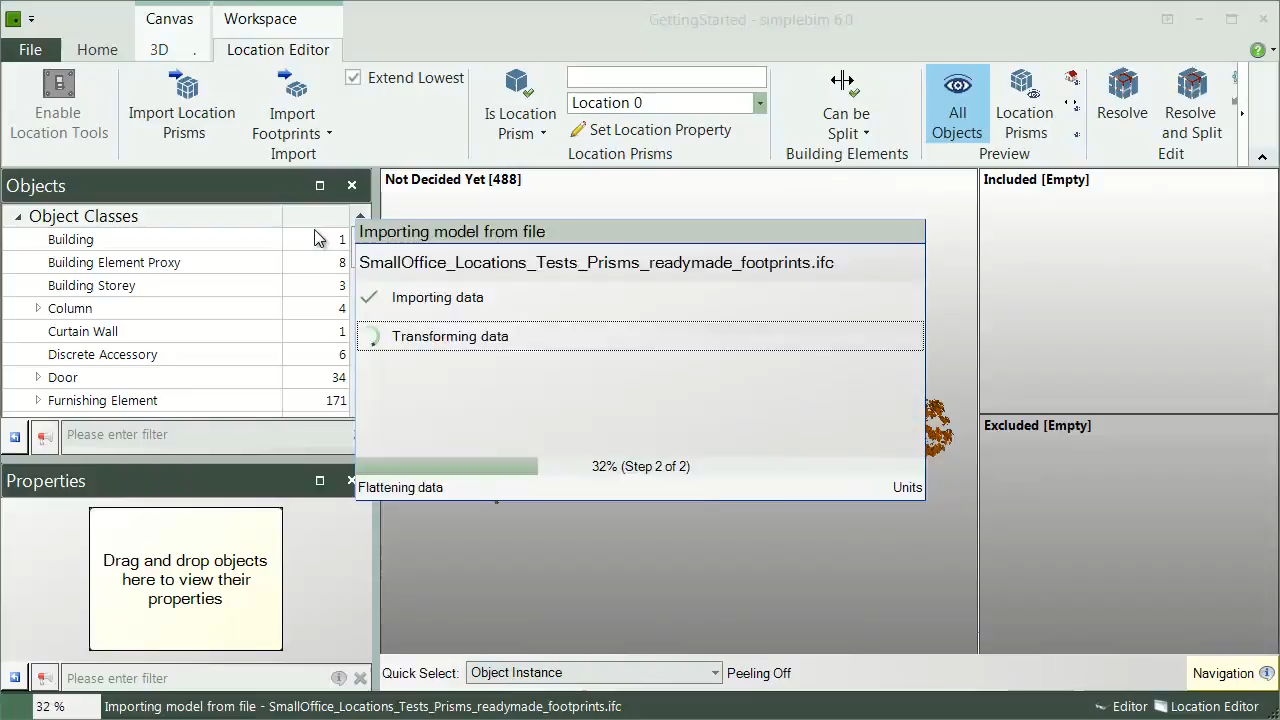 Canvas
Workspace
GettingStarted - simplebim 6.0
File
Home
3D
.
Location Editor
Enable
Location Tools
Import Location
Prisms
Import
Footprints
Extend Lowest
Import
Is Location
Prism
Location 0
Set Location Property
Location Prisms
Can be
Split
Building Elements
All
Objects
Location
Prisms
Preview
Resolve
Resolve
and Split
Edit
Objects
Object Classes
Building 1
Building Element Proxy 8
Building Storey 3
Column 4
Curtain Wall 1
Discrete Accessory 6
Door 34
Furnishing Element 171
Please enter filter
Properties
Drag and drop objects
here to view their
properties
Please enter filter
Not Decided Yet [488]
Included [Empty]
Excluded [Empty]
Importing model from file
SmallOffice_Locations_Tests_Prisms_readymade_footprints.ifc
Importing data
Transforming data
32% (Step 2 of 2)
Flattening data
Units
Quick Select:
Object Instance
Peeling Off
Navigation
32 %
Importing model from file - SmallOffice_Locations_Tests_Prisms_readymade_footprints.ifc
Editor
Location Editor